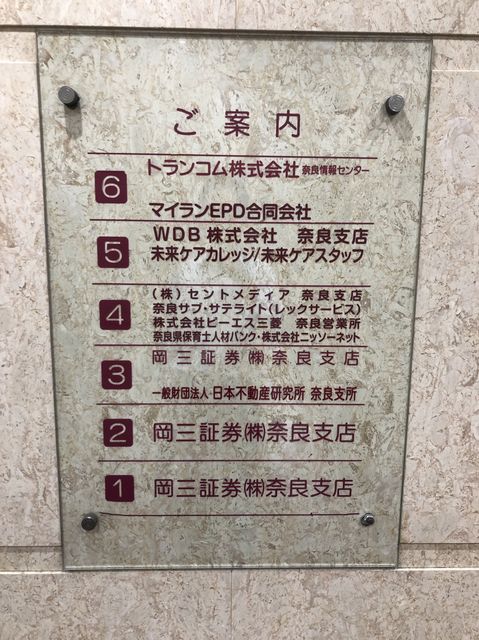 ご案内
6 トランコム株式会社 奈良情報センター
マイランEPD合同会社
5 WDB株式会社 奈良支店
未来ケアカレッジ/未来ケアスタッフ
4 (株)セントメディア 奈良支店
奈良サブ・サテライト(レックサービス)
株式会社ピーエス三菱 奈良営業所
奈良県保育士人材バンク・株式会社ニッソーネット
3 岡三証券㈱奈良支店
一般財団法人・日本不動産研究所 奈良支所
2 岡三証券㈱奈良支店
1 岡三証券㈱奈良支店